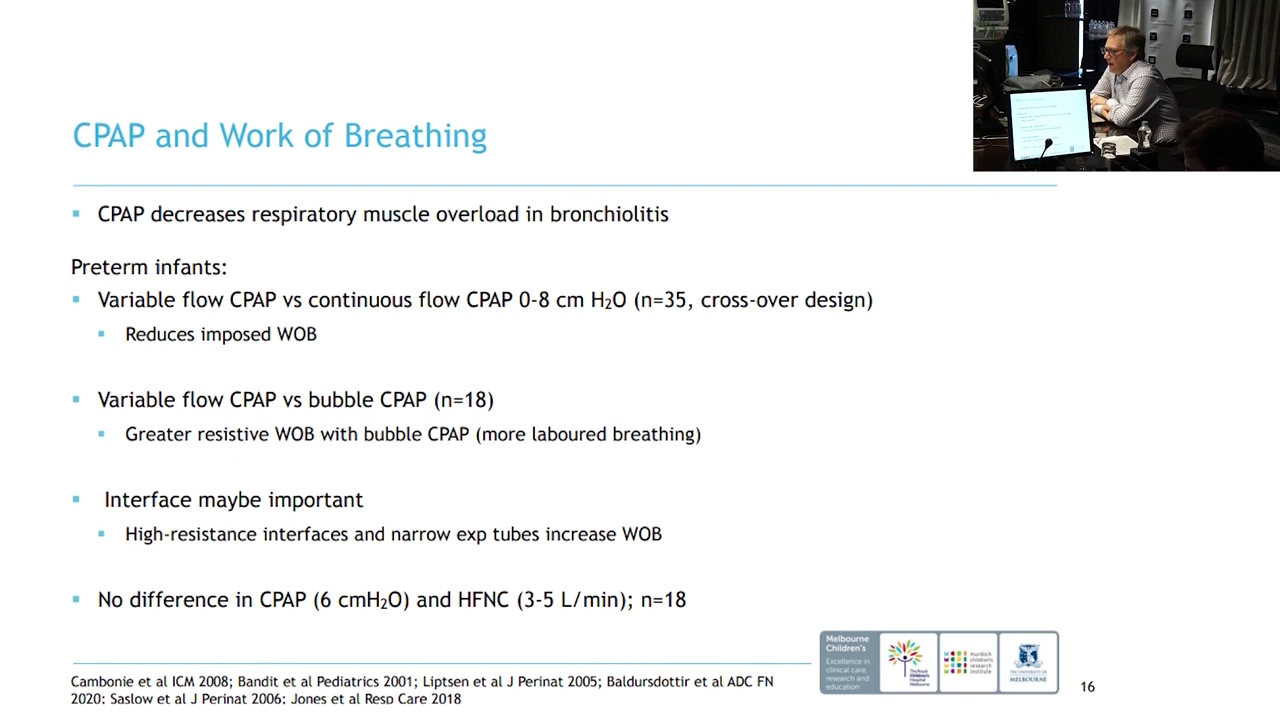 CPAP and Work of Breathing
▪ CPAP decreases respiratory muscle overload in bronchiolitis
Preterm infants:
▪ Variable flow CPAP vs continuous flow CPAP 0-8 cm H₂O (n=35, cross-over design)
▪ Reduces imposed WOB
▪ Variable flow CPAP vs bubble CPAP (n=18)
▪ Greater resistive WOB with bubble CPAP (more laboured breathing)
▪ Interface maybe important
▪ High-resistance interfaces and narrow exp tubes increase WOB
▪ No difference in CPAP (6 cmH₂O) and HFNC (3-5 L/min); n=18
Melbourne
Children's
Excellence in
clinical care,
research and
education
The Royal
Children's
Hospital
Melbourne
murdoch
children's
research
institute
THE UNIVERSITY OF
MELBOURNE
Cambonie et al ICM 2008; et al Pediatrics 2001; Liptsen et al J Perinat 2005; Baldursdottir et al ADC FN
2020; Saslow et al J Perinat 2006; Jones et al Resp Care 2018
16